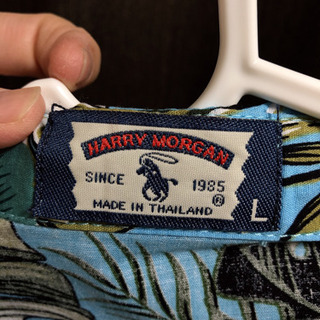 HARRY MORGAN
SINCE 1985
®
MADE IN THAILAND
L